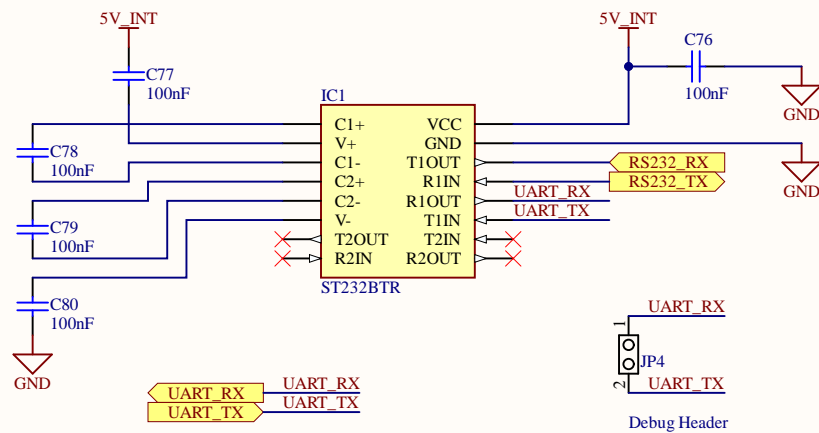 5V_INT
5V_INT
C77
100nF
C76
100nF
IC1
GND
C1+
VCC
V+
GND
C78
100nF
C1-
T1OUT
RS232_RX
C2+
R1IN
RS232_TX
GND
C2-
R1OUT
UART_RX
V-
T1IN
UART_TX
C79
100nF
T2OUT
T2IN
R2IN
R2OUT
ST232BTR
C80
100nF
GND
UART_RX
1
JP4
2
UART_TX
Debug Header
UART_RX
UART_RX
UART_TX
UART_TX